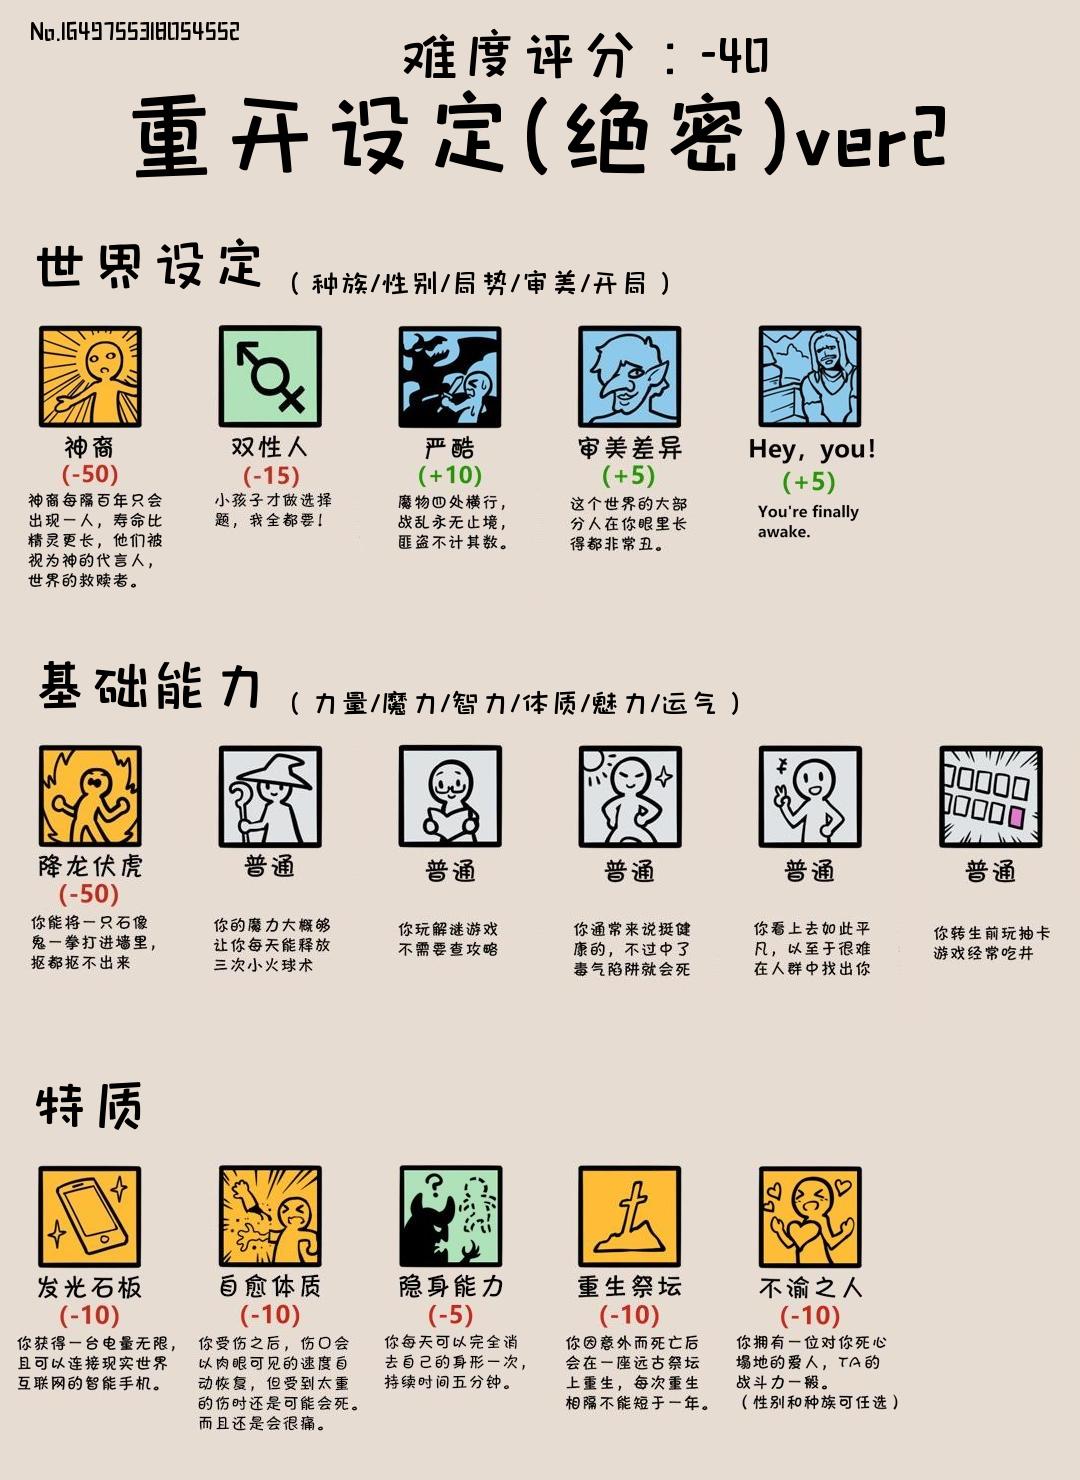 No.1649755318054552
难度评分：-40
重开设定(绝密)ver2
世界设定 (种族/性别/局势/审美/开局)
神裔
(-50)
神裔每隔百年只会
出现一人，寿命比
精灵更长，他们被
视为神的代言人，
世界的救赎者。
双性人
(-15)
小孩子才做选择
题，我全都要！
严酷
(+10)
魔物四处横行，
战乱永无止境，
匪盗不计其数。
审美差异
(+5)
这个世界的大部
分人在你眼里长
得都非常丑。
Hey, you!
(+5)
You're finally
awake.
基础能力 (力量/魔力/智力/体质/魅力/运气)
降龙伏虎
(-50)
你能将一只石像
鬼一拳打进墙里，
抠都抠不出来
普通
你的魔力大概够
让你每天能释放
三次小火球术
普通
你玩解谜游戏
不需要查攻略
普通
你通常来说挺健
康的，不过中了
毒气陷阱就会死
普通
你看上去如此平
凡，以至于很难
在人群中找出你
普通
你转生前玩抽卡
游戏经常吃井
特质
发光石板
(-10)
你获得一台电量无限，
且可以连接现实世界
互联网的智能手机。
自愈体质
(-10)
你受伤之后，伤口会
以肉眼可见的速度自
动恢复，但受到太重
的伤时还是可能会死。
而且还是会很痛。
隐身能力
(-5)
你每天可以完全消
去自己的身形一次，
持续时间五分钟。
重生祭坛
(-10)
你因意外而死亡后
会在一座远古祭坛
上重生，每次重生
相隔不能短于一年。
不渝之人
(-10)
你拥有一位对你死心
塌地的爱人，TA的
战斗力一般。
(性别和种族可任选)